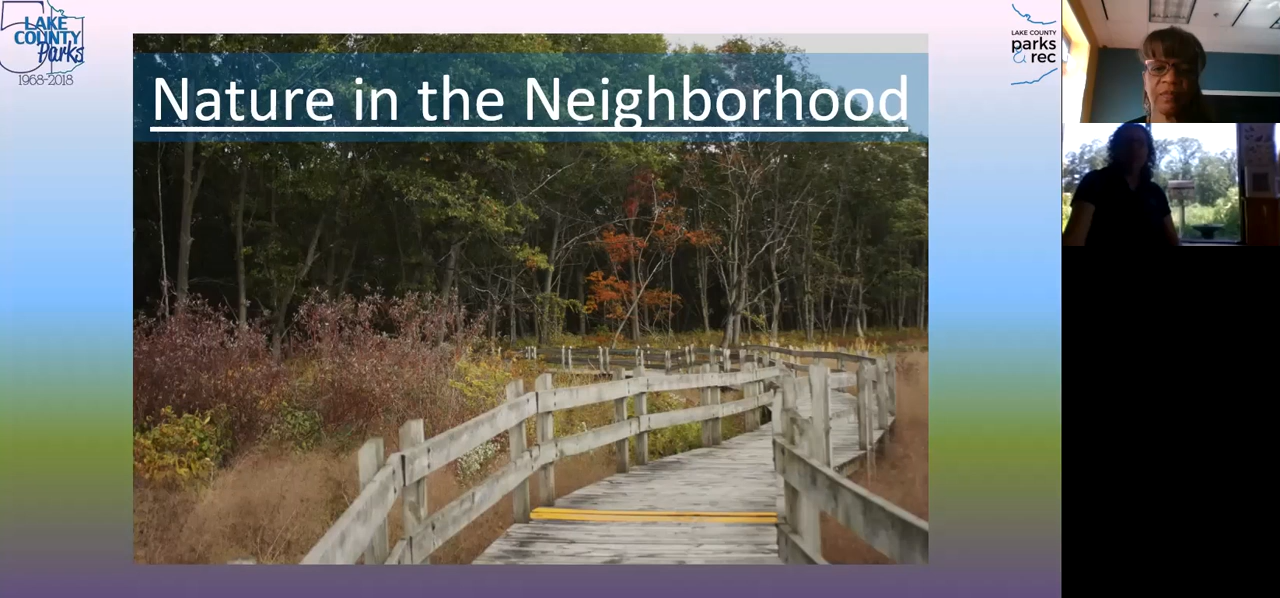 LAKE
COUNTY
Parks
1968-2018
Nature in the Neighborhood
LAKE COUNTY
parks
& rec